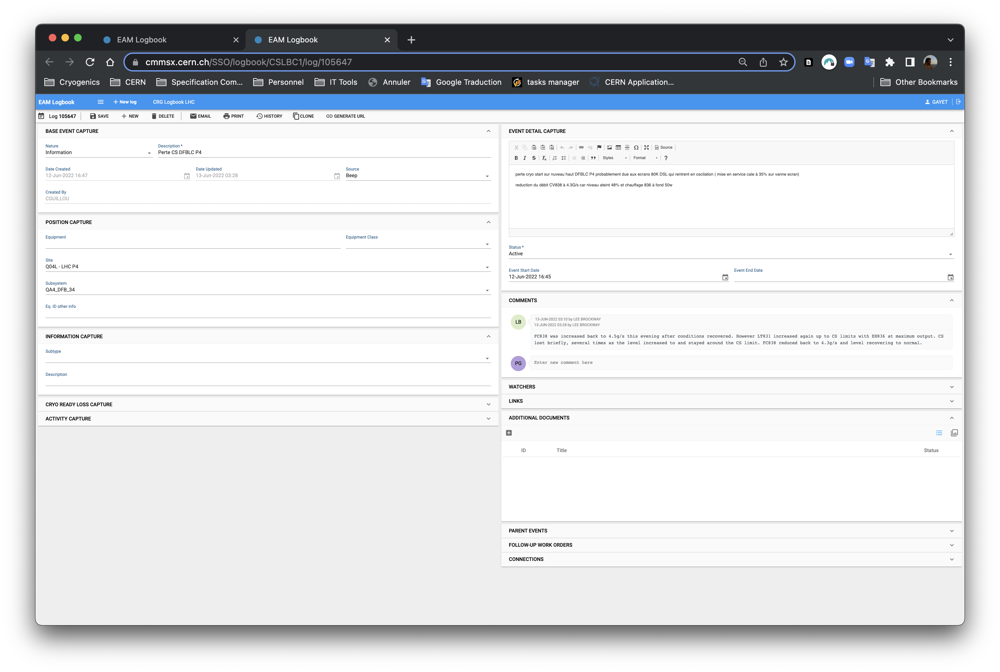 EAM Logbook
EAM Logbook
cmmsx.cern.ch/SSO/logbook/CSLBC1/log/105647
Cryogenics CERN Specification Com... Personnel IT Tools Annuler Google Traduction tasks manager CERN Application... Other Bookmarks
EAM Logbook New log CRG Logbook LHC GAYET
Log 105647 SAVE NEW DELETE EMAIL PRINT HISTORY CLONE GENERATE URL
BASE EVENT CAPTURE
Nature Description *
Information Perte CS DFBLC P4
Date Created Date Updated Source
12-Jun-2022 16:47 13-Jun-2022 03:28 Beep
Created By
CGUILLOU
POSITION CAPTURE
Equipment Equipment Class
Site
Q04L - LHC P4
Subsystem
QA4_DFB_34
Eq. ID other info
INFORMATION CAPTURE
Subtype
Description
CRYO READY LOSS CAPTURE
ACTIVITY CAPTURE
EVENT DETAIL CAPTURE
Source
B I S Styles Format ?
perte cryo start sur nuveau haut DFBLC P4 probablement due aux ecrans 80K DSL qui rentrent en oscilation ( mise en service cale à 35% sur vanne ecran)
reduction du débit CV838 à 4.3G/s car niveau ateint 48% et chauffage 836 à fond 50w
Status *
Active
Event Start Date Event End Date
12-Jun-2022 16:45
COMMENTS
LB
13-JUN-2022 03:10 by LEE BROCKWAY
13-JUN-2022 03:28 by LEE BROCKWAY
FC838 was increased back to 4.5g/s this evening after conditions recovered. However LT831 increased again up to CS limits with EH836 at maximum output. CS
lost briefly, several times as the level increased to and stayed around the CS limit. FC838 reduced back to 4.3g/s and level recovering to normal.
PG Enter new comment here
WATCHERS
LINKS
ADDITIONAL DOCUMENTS
ID Title Status
PARENT EVENTS
FOLLOW-UP WORK ORDERS
CONNECTIONS